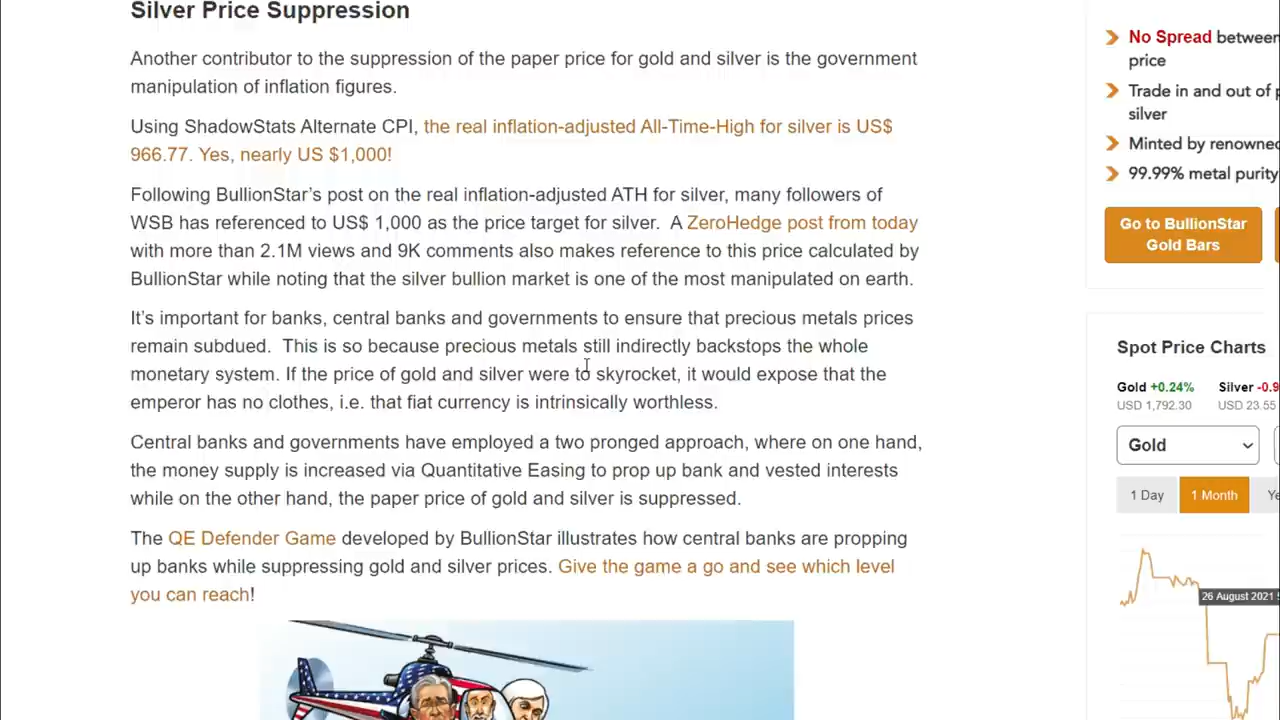 Silver Price Suppression
Another contributor to the suppression of the paper price for gold and silver is the government
manipulation of inflation figures.
Using ShadowStats Alternate CPI, the real inflation-adjusted All-Time-High for silver is US$
966.77. Yes, nearly US $1,000!
Following BullionStar's post on the real inflation-adjusted ATH for silver, many followers of
WSB has referenced to US$ 1,000 as the price target for silver.  A ZeroHedge post from today
with more than 2.1M views and 9K comments also makes reference to this price calculated by
BullionStar while noting that the silver bullion market is one of the most manipulated on earth.
It's important for banks, central banks and governments to ensure that precious metals prices
remain subdued.  This is so because precious metals still indirectly backstops the whole
monetary system. If the price of gold and silver were to skyrocket, it would expose that the
emperor has no clothes, i.e. that fiat currency is intrinsically worthless.
Central banks and governments have employed a two pronged approach, where on one hand,
the money supply is increased via Quantitative Easing to prop up bank and vested interests
while on the other hand, the paper price of gold and silver is suppressed.
The QE Defender Game developed by BullionStar illustrates how central banks are propping
up banks while suppressing gold and silver prices. Give the game a go and see which level
you can reach!
No Spread between
price
Trade in and out of
silver
Minted by renowned
99.99% metal purity
Go to BullionStar
Gold Bars
Spot Price Charts
Gold +0.24% Silver -0.9
USD 1,792.30 USD 23.55
Gold
1 Day 1 Month Ye
26 August 2021